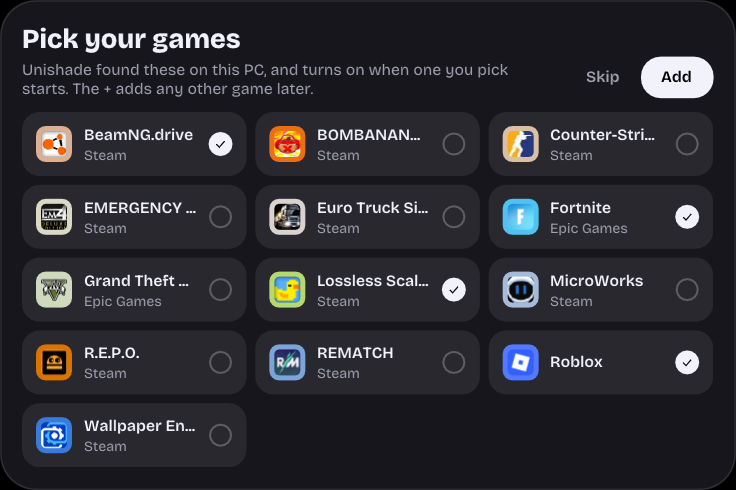 Pick your games
Unishade found these on this PC, and turns on when one you pick
starts. The + adds any other game later.
Skip
Add
BeamNG.drive
Steam
BOMBANAN...
Steam
Counter-Stri...
Steam
EMERGENCY ...
Steam
Euro Truck Si...
Steam
Fortnite
Epic Games
Grand Theft ...
Epic Games
Lossless Scal...
Steam
MicroWorks
Steam
R.E.P.O.
Steam
REMATCH
Steam
Roblox
Wallpaper En...
Steam